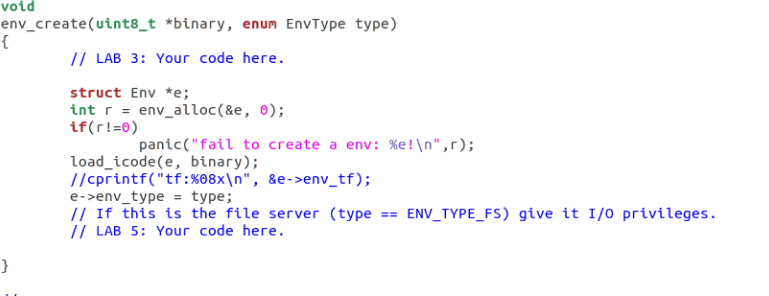 void
env_create(uint8_t *binary, enum EnvType type)
{
        // LAB 3: Your code here.

        struct Env *e;
        int r = env_alloc(&e, 0);
        if(r!=0)
                panic("fail to create a env: %e!\n",r);
        load_icode(e, binary);
        //cprintf("tf:%08x\n", &e->env_tf);
        e->env_type = type;
        // If this is the file server (type == ENV_TYPE_FS) give it I/O privileges.
        // LAB 5: Your code here.

}